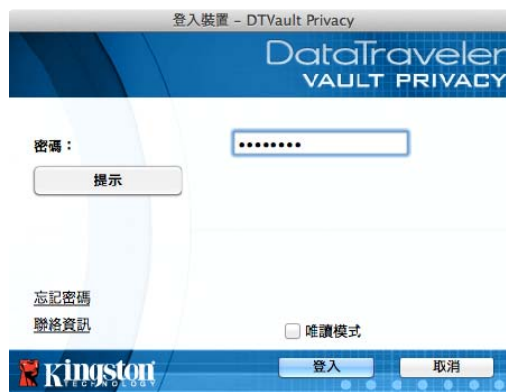 登入裝置 – DTVault Privacy
DataTraveler
VAULT PRIVACY
密碼：
••••••••
提示
忘記密碼
聯絡資訊
唯讀模式
Kingston
TECHNOLOGY
登入
取消